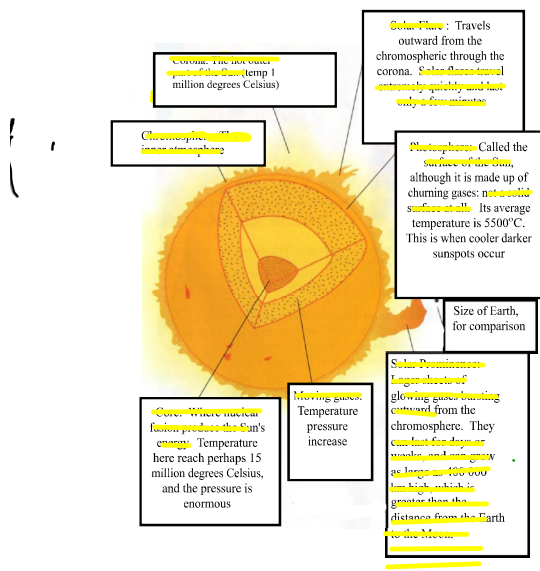 Solar Flare : Travels
outward from the
chromospheric through the
corona. Solar flares travel
extremely quickly and last
only a few minutes
Corona: The hot outer
part of the Sun (temp 1
million degrees Celsius)
Chromosphere: The
inner atmosphere
Photosphere: Called the
surface of the Sun,
although it is made up of
churning gases: not a solid
surface at all. Its average
temperature is 5500°C.
This is when cooler darker
sunspots occur
Size of Earth,
for comparison
Solar Prominence:
Lager sheets of
glowing gases bursting
outward from the
chromosphere. They
can last for days or
weeks, and can grow
as large as 400 000
km high, which is
greater than the
distance from the Earth
to the Moon.
Moving gases:
Temperature
pressure
increase
Core: Where nuclear
fusion produce the Sun's
energy. Temperature
here reach perhaps 15
million degrees Celsius,
and the pressure is
enormous